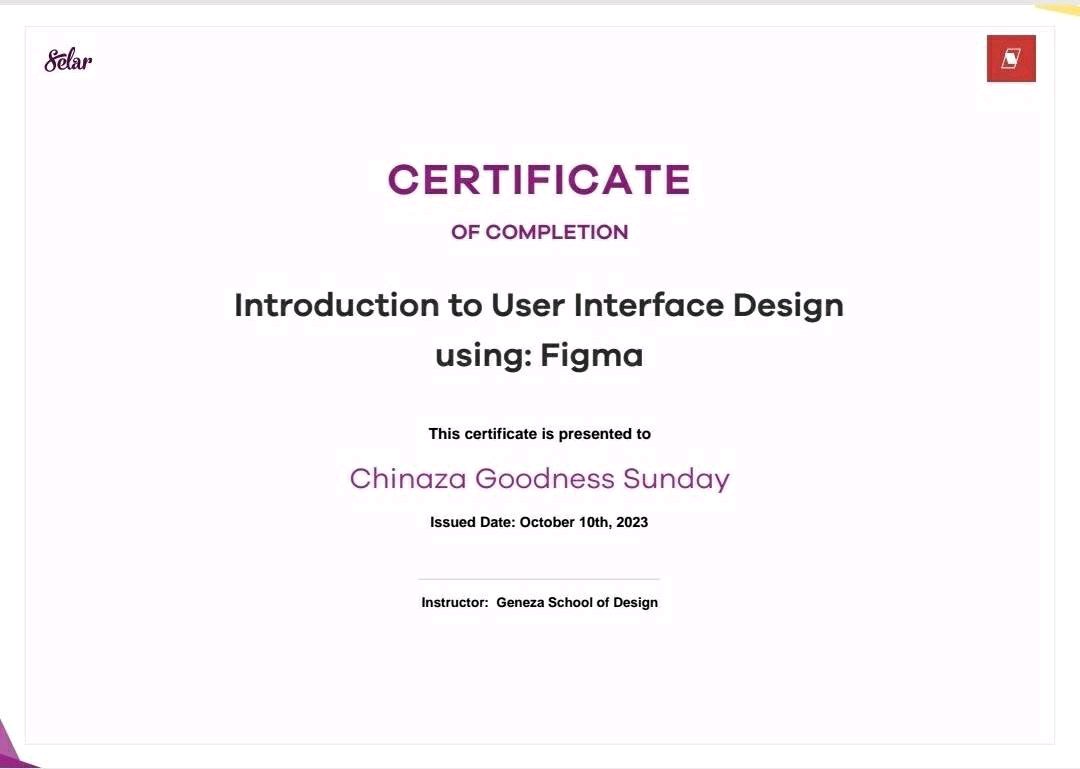 Selar
CERTIFICATE
OF COMPLETION
Introduction to User Interface Design
using: Figma
This certificate is presented to
Chinaza Goodness Sunday
Issued Date: October 10th, 2023
Instructor:  Geneza School of Design